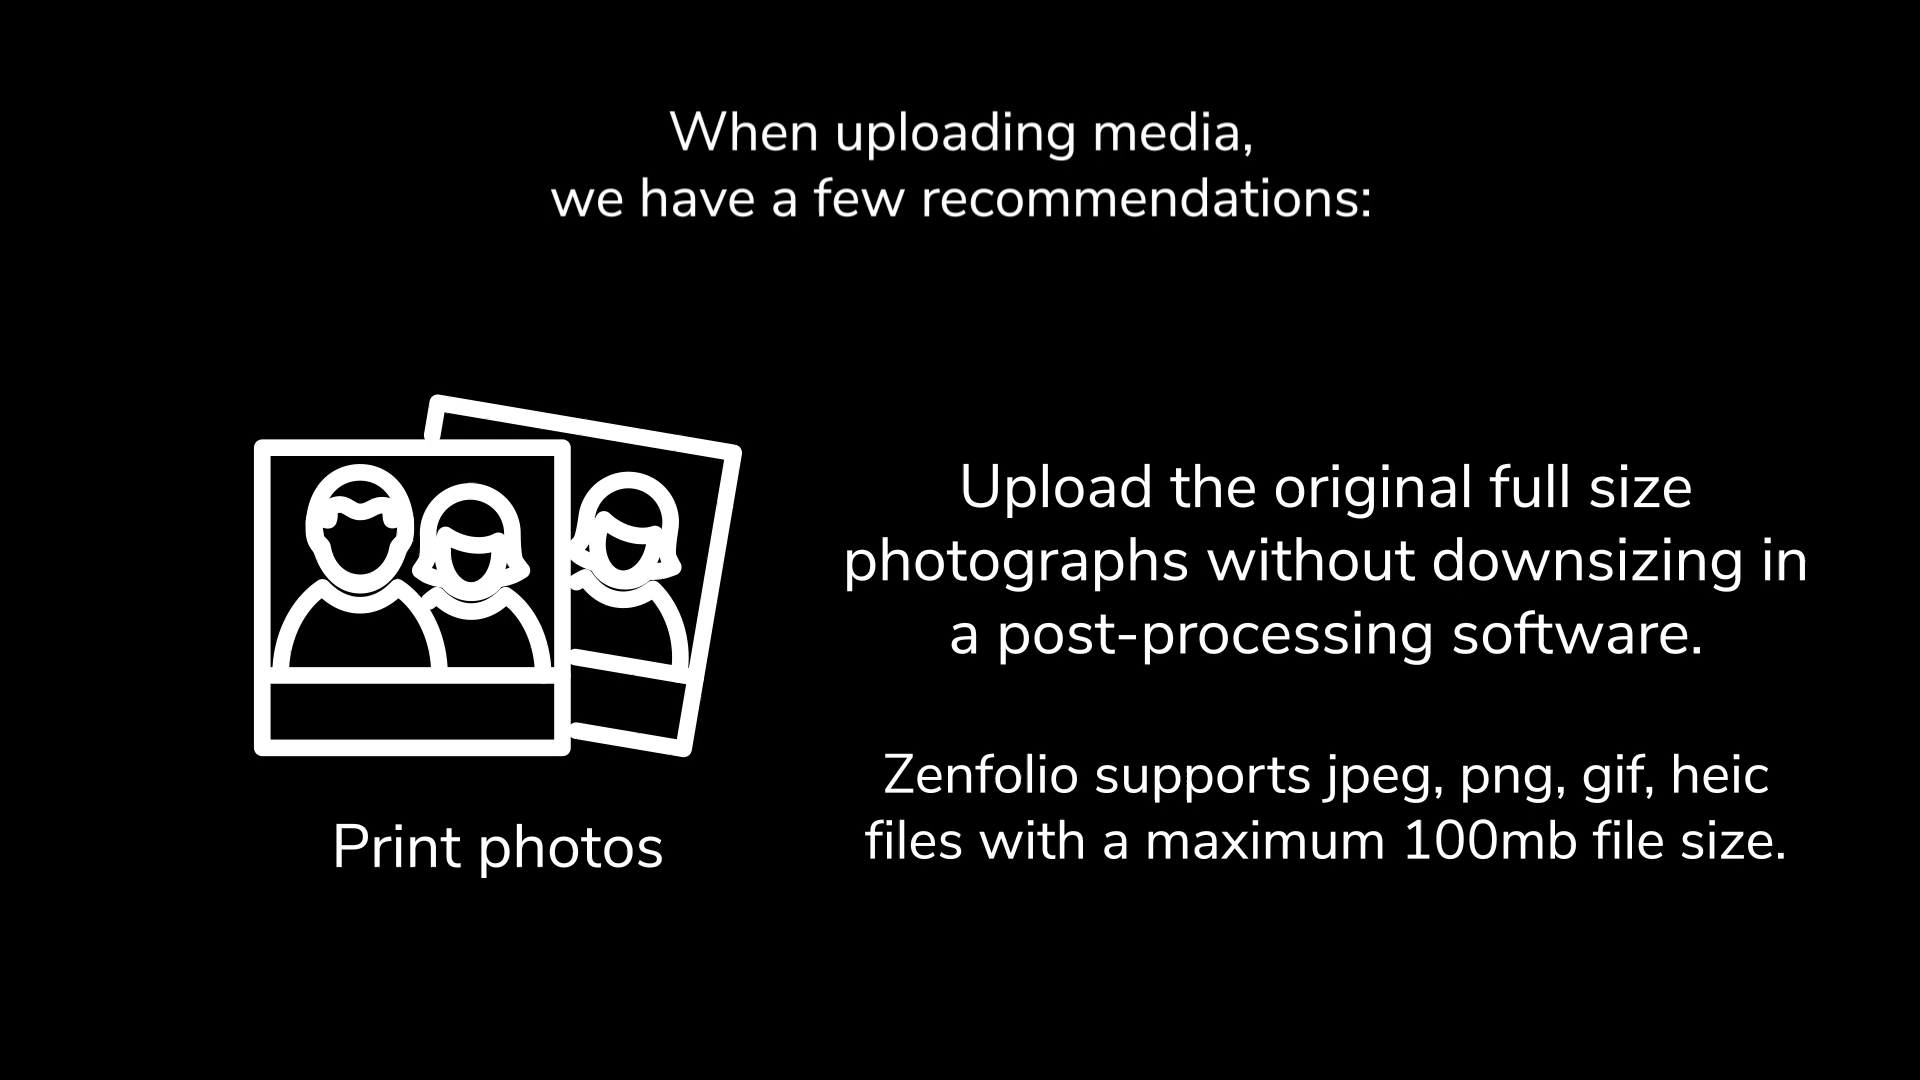 When uploading media,
we have a few recommendations:
Upload the original full size
photographs without downsizing in
a post-processing software.
Zenfolio supports jpeg, png, gif, heic
files with a maximum 100mb file size.
Print photos